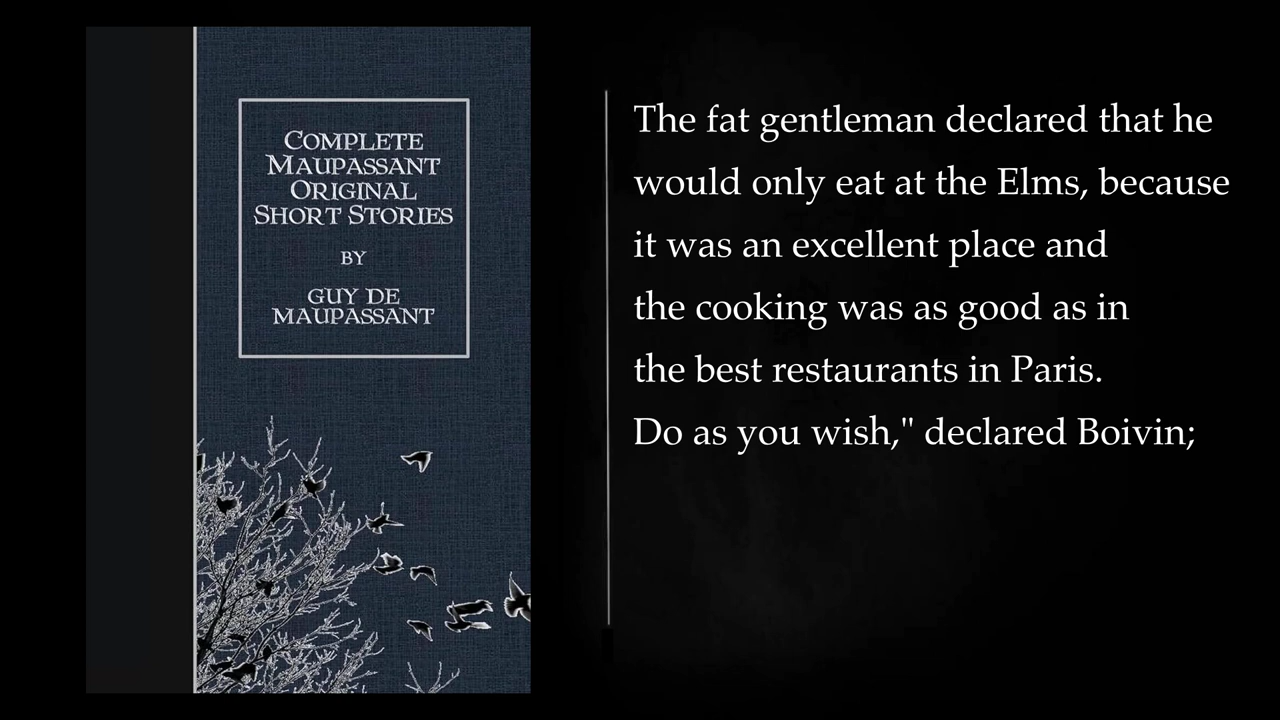 COMPLETE
MAUPASSANT
ORIGINAL
SHORT STORIES
BY
GUY DE
MAUPASSANT
The fat gentleman declared that he
would only eat at the Elms, because
it was an excellent place and
the cooking was as good as in
the best restaurants in Paris.
Do as you wish," declared Boivin;